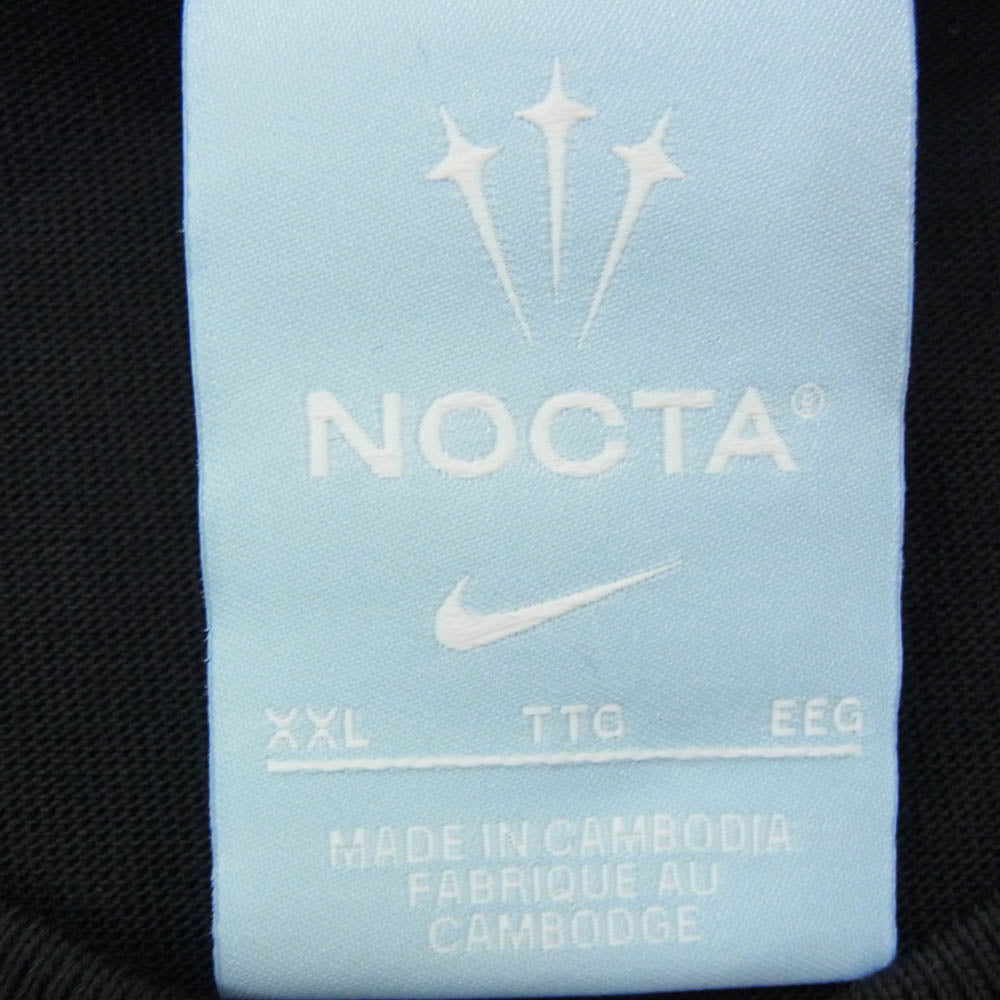 NOCTA®
XXL TTG EEG
MADE IN CAMBODIA
FABRIQUE AU
CAMBODGE